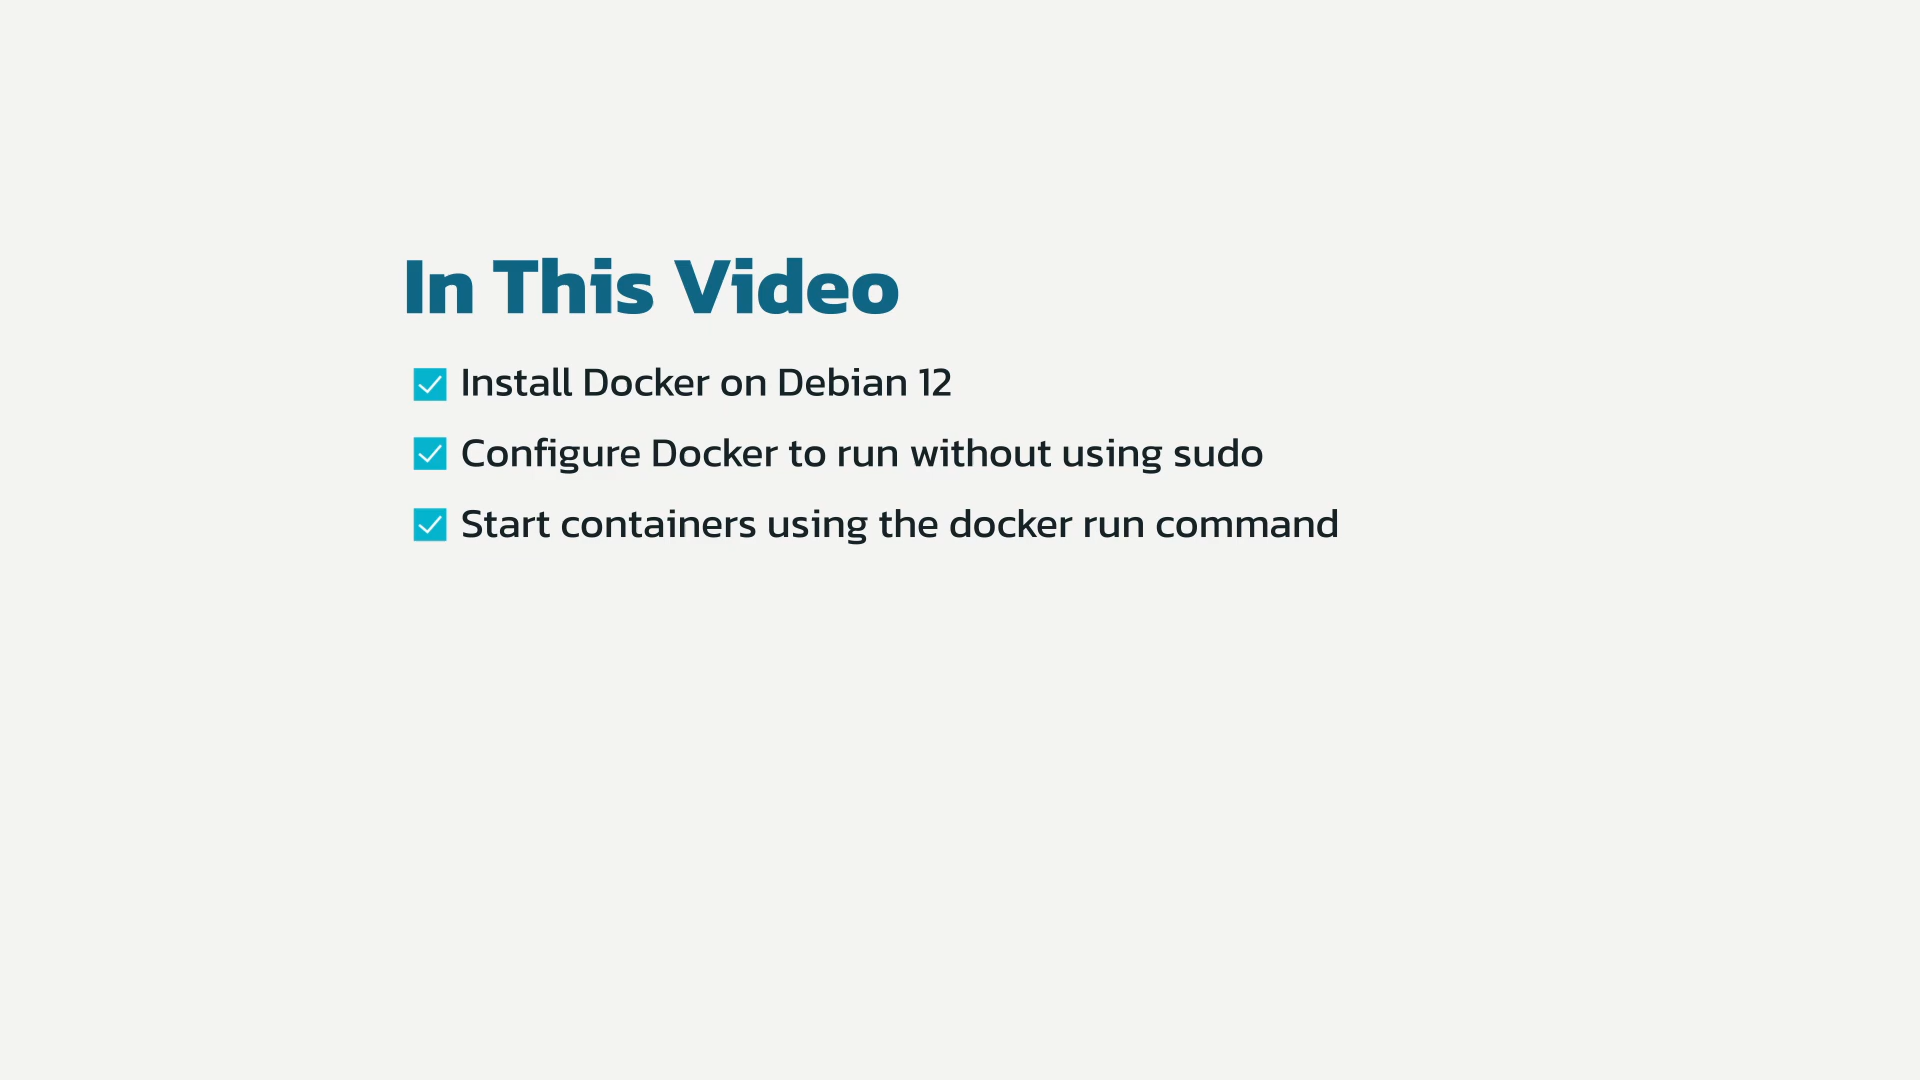 In This Video
Install Docker on Debian 12
Configure Docker to run without using sudo
Start containers using the docker run command